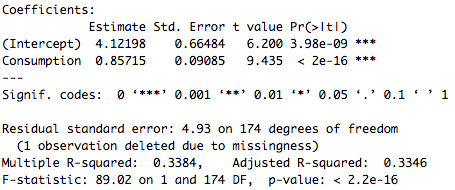 Coefficients:
            Estimate Std. Error t value Pr(>|t|)
(Intercept)  4.12198    0.66484   6.200 3.98e-09 ***
Consumption  0.85715    0.09085   9.435  < 2e-16 ***
---
Signif. codes:  0 ‘***’ 0.001 ‘**’ 0.01 ‘*’ 0.05 ‘.’ 0.1 ‘ ’ 1
Residual standard error: 4.93 on 174 degrees of freedom
  (1 observation deleted due to missingness)
Multiple R-squared:  0.3384,    Adjusted R-squared:  0.3346
F-statistic: 89.02 on 1 and 174 DF,  p-value: < 2.2e-16